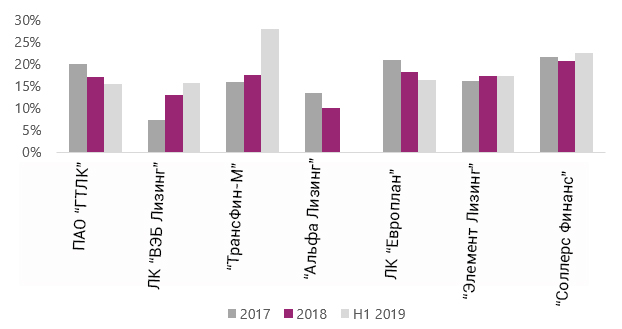 30%
25%
20%
15%
10%
5%
0%
ПАО “ГТЛК”
ЛК “ВЭБ Лизинг”
“ТрансФин-М”
“Альфа Лизинг”
ЛК “Европлан”
“Элемент Лизинг”
“Соллерс Финанс”
2017 2018 H1 2019